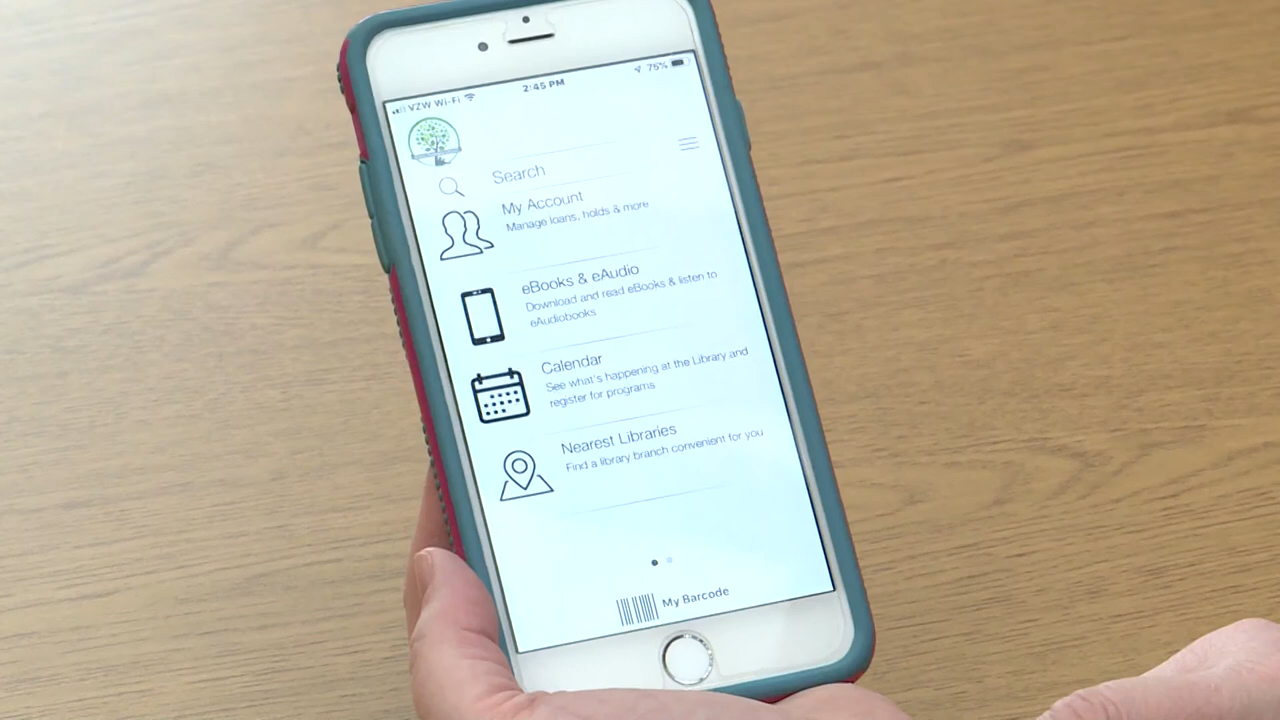 VZW Wi-Fi 2:45 PM 75%
Search
My Account
Manage loans, holds & more
eBooks & eAudio
Download and read eBooks & listen to
eAudiobooks
Calendar
See what's happening at the Library and
register for programs
Nearest Libraries
Find a library branch convenient for you
My Barcode